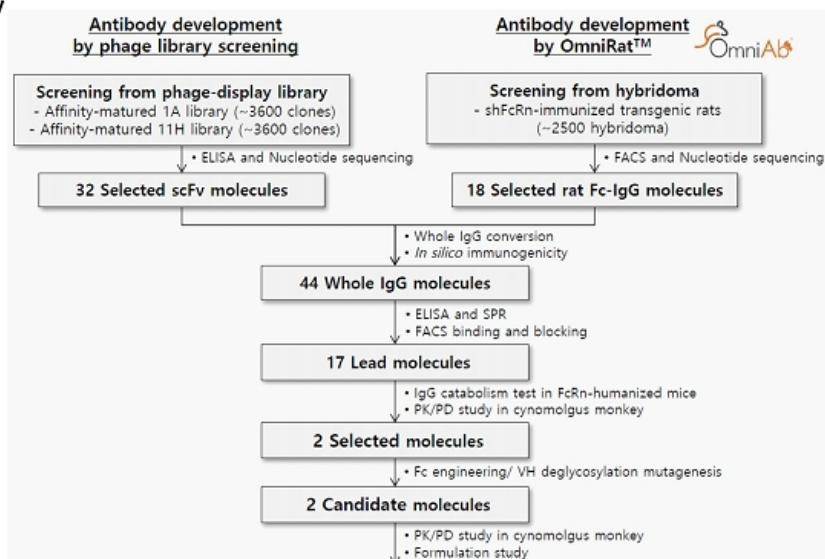 Antibody development
by phage library screening
Antibody development
by OmniRat™
OmniAb
Screening from phage-display library
- Affinity-matured 1A library (~3600 clones)
- Affinity-matured 11H library (~3600 clones)
Screening from hybridoma
- shFcRn-immunized transgenic rats
(~2500 hybridoma)
• ELISA and Nucleotide sequencing
• FACS and Nucleotide sequencing
32 Selected scFv molecules
18 Selected rat Fc-IgG molecules
• Whole IgG conversion
• In silico immunogenicity
44 Whole IgG molecules
• ELISA and SPR
• FACS binding and blocking
17 Lead molecules
• IgG catabolism test in FcRn-humanized mice
• PK/PD study in cynomolgus monkey
2 Selected molecules
• Fc engineering/ VH deglycosylation mutagenesis
2 Candidate molecules
• PK/PD study in cynomolgus monkey
• Formulation study